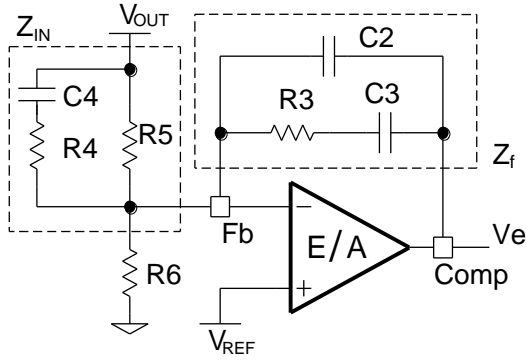 Z_IN
V_OUT
C2
C4
R3
C3
R4
R5
Z_f
Fb
−
E/A
Ve
Comp
R6
+
V_REF